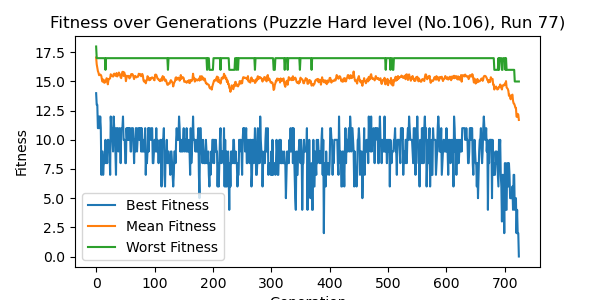 Fitness over Generations (Puzzle Hard level (No.106), Run 77)
17.5
15.0
12.5
10.0
7.5
5.0
2.5
0.0
Fitness
Best Fitness
Mean Fitness
Worst Fitness
0 100 200 300 400 500 600 700
Generation